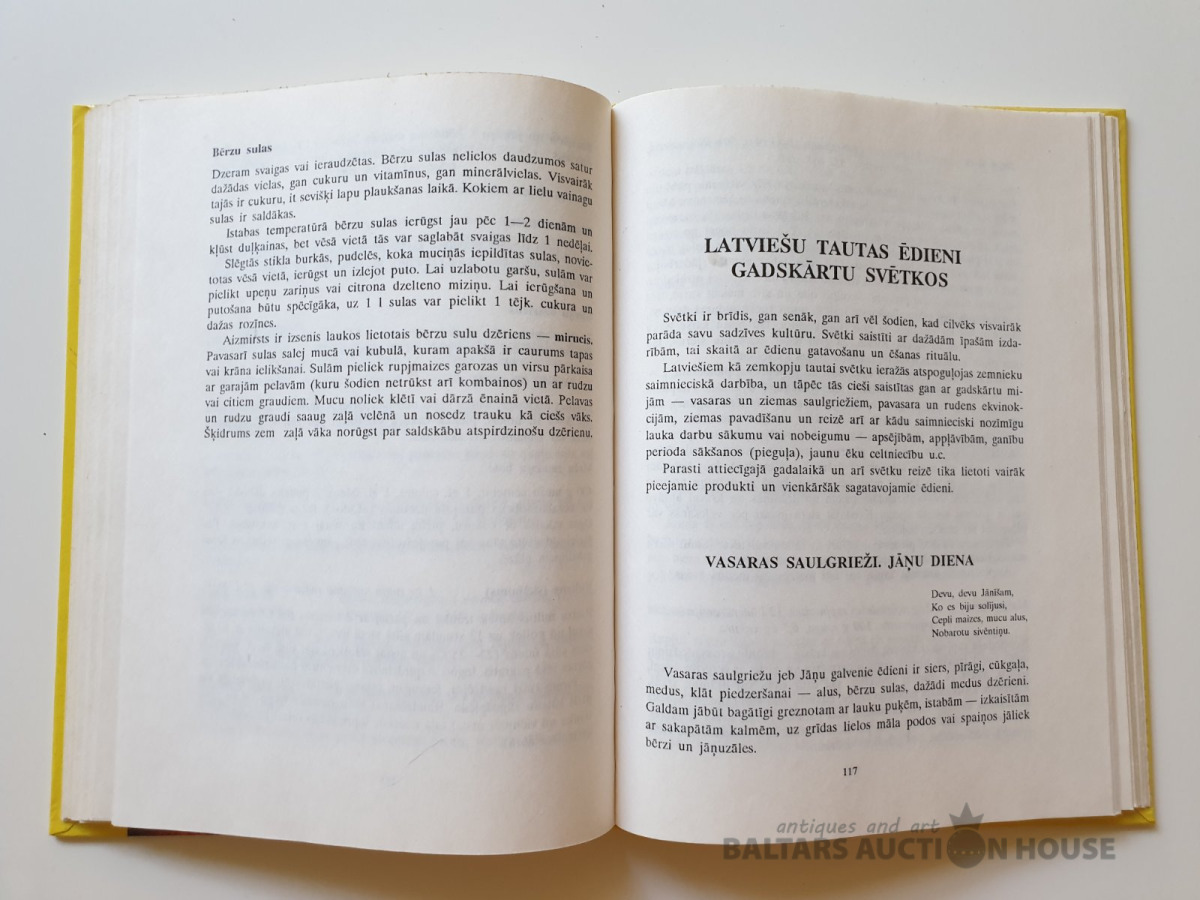 Bērzu sulas
Dzeram svaigas vai ieraudzētas. Bērzu sulas nelielos daudzumos satur
dažādas vielas, gan cukuru un vitamīnus, gan minerālvielas. Visvairāk
tajās ir cukuru, it sevišķi lapu plaukšanas laikā. Kokiem ar lielu vainagu
sulas ir saldākas.
Istabas temperatūrā bērzu sulas ierūgst jau pēc 1—2 dienām un
kļūst duļķainas, bet vēsā vietā tās var saglabāt svaigas līdz 1 nedēļai.
Slēgtās stikla burkās, pudelēs, koka muciņās iepildītas sulas, novie-
totas vēsā vietā, ierūgst un izlejot puto. Lai uzlabotu garšu, sulām var
pielikt upeņu zariņus vai citrona dzelteno miziņu. Lai ierūgšana un
putošana būtu spēcīgāka, uz 1 l sulas var pielikt 1 tējk. cukura un
dažas rozīnes.
Aizmirsts ir izsenis laukos lietotais bērzu sulu dzēriens — mirucis.
Pavasarī sulas salej mucā vai kubulā, kuram apakšā ir caurums tapas
vai krāna ielikšanai. Sulām pieliek rupjmaizes garozas un virsu pārkaisa
ar garajām pelavām (kuru šodien netrūkst arī kombainos) un ar rudzu
vai citiem graudiem. Mucu noliek klētī vai dārzā ēnainā vietā. Pelavas
un rudzu graudi saaug zaļā velēnā un nosedz trauku kā ciešs vāks.
Šķidrums zem zaļā vāka norūgst par saldskābu atspirdzinošu dzērienu.
LATVIEŠU TAUTAS ĒDIENI
GADSKĀRTU SVĒTKOS
Svētki ir brīdis, gan senāk, gan arī vēl šodien, kad cilvēks visvairāk
parāda savu sadzīves kultūru. Svētki saistīti ar dažādām īpašām izda-
rībām, tai skaitā ar ēdienu gatavošanu un ēšanas rituālu.
Latviešiem kā zemkopju tautai svētku ieražās atspoguļojas zemnieku
saimnieciskā darbība, un tāpēc tās cieši saistītas gan ar gadskārtu mi-
jām — vasaras un ziemas saulgriežiem, pavasara un rudens ekvinok-
cijām, ziemas pavadīšanu un reizē arī ar kādu saimnieciski nozīmīgu
lauka darbu sākumu vai nobeigumu — apsējībām, appļāvībām, ganību
perioda sākšanos (pieguļa), jaunu ēku celtniecību u.c.
Parasti attiecīgajā gadalaikā un arī svētku reizē tika lietoti vairāk
pieejamie produkti un vienkāršāk sagatavojamie ēdieni.
VASARAS SAULGRIEŽI. JĀŅU DIENA
Devu, devu Jānīšam,
Ko es biju solījusi,
Cepli maizes, mucu alus,
Nobarotu sivēntiņu.
Vasaras saulgriežu jeb Jāņu galvenie ēdieni ir siers, pīrāgi, cūkgaļa,
medus, klāt piedzeršanai — alus, bērzu sulas, dažādi medus dzērieni.
Galdam jābūt bagātīgi greznotam ar lauku puķēm, istabām — izkaisītām
ar sakapātām kalmēm, uz grīdas lielos māla podos vai spaiņos jāliek
bērzi un jāņuzāles.
117
antiques and art
BALTARS AUCTION HOUSE